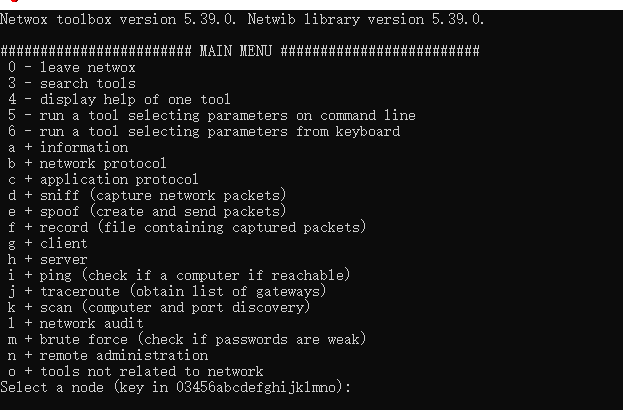 Netwox toolbox version 5.39.0. Netwib library version 5.39.0.
######################## MAIN MENU #########################
0 - leave netwox
3 - search tools
4 - display help of one tool
5 - run a tool selecting parameters on command line
6 - run a tool selecting parameters from keyboard
a + information
b + network protocol
c + application protocol
d + sniff (capture network packets)
e + spoof (create and send packets)
f + record (file containing captured packets)
g + client
h + server
i + ping (check if a computer if reachable)
j + traceroute (obtain list of gateways)
k + scan (computer and port discovery)
l + network audit
m + brute force (check if passwords are weak)
n + remote administration
o + tools not related to network
Select a node (key in 03456abcdefghijklmno):